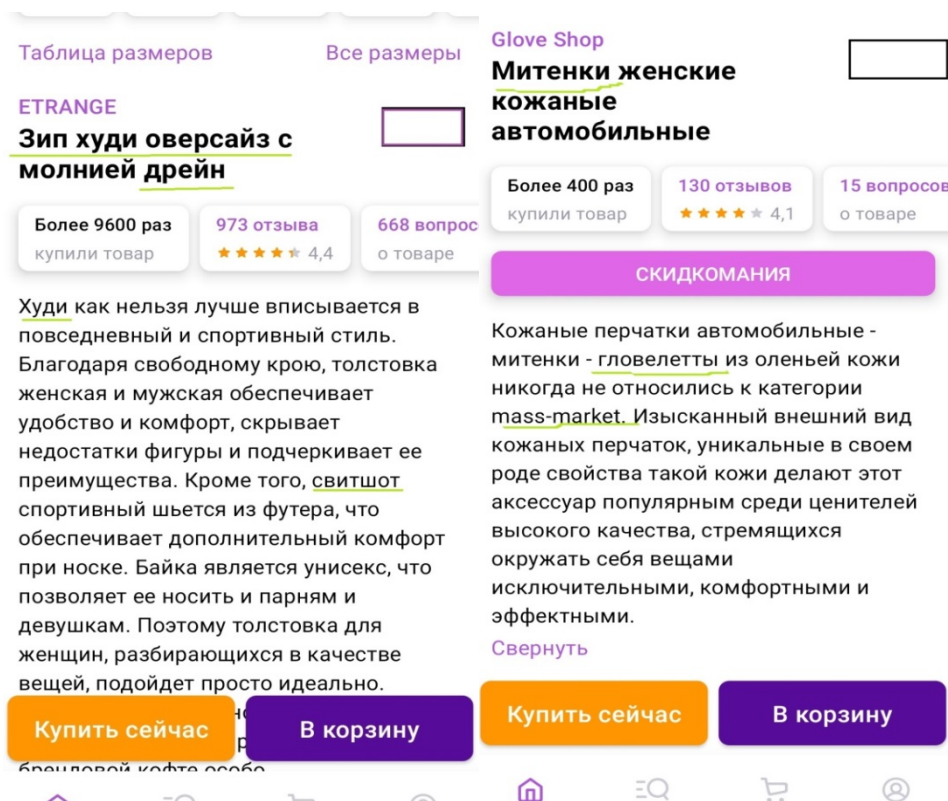 Таблица размеров
Все размеры
ETRANGE
Зип худи оверсайз с
молнией дрейн
Более 9600 раз
купили товар
973 отзыва
4,4
668 вопрос
о товаре
Худи как нельзя лучше вписывается в
повседневный и спортивный стиль.
Благодаря свободному крою, толстовка
женская и мужская обеспечивает
удобство и комфорт, скрывает
недостатки фигуры и подчеркивает ее
преимущества. Кроме того, свитшот
спортивный шьется из футера, что
обеспечивает дополнительный комфорт
при носке. Байка является унисекс, что
позволяет ее носить и парням и
девушкам. Поэтому толстовка для
женщин, разбирающихся в качестве
вещей, подойдет просто идеально.
Купить сейчас
В корзину
брендовой кофте особо
Glove Shop
Митенки женские
кожаные
автомобильные
Более 400 раз
купили товар
130 отзывов
4,1
15 вопросов
о товаре
СКИДКОМАНИЯ
Кожаные перчатки автомобильные -
митенки - гловелетты из оленьей кожи
никогда не относились к категории
mass-market. Изысканный внешний вид
кожаных перчаток, уникальные в своем
роде свойства такой кожи делают этот
аксессуар популярным среди ценителей
высокого качества, стремящихся
окружать себя вещами
исключительными, комфортными и
эффектными.
Свернуть
Купить сейчас
В корзину